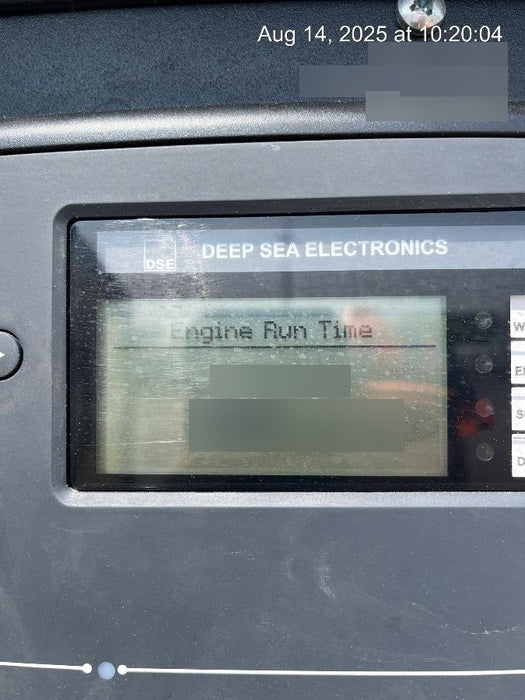 Aug 14, 2025 at 10:20:04
DSE
DEEP SEA ELECTRONICS
Engine Run Time